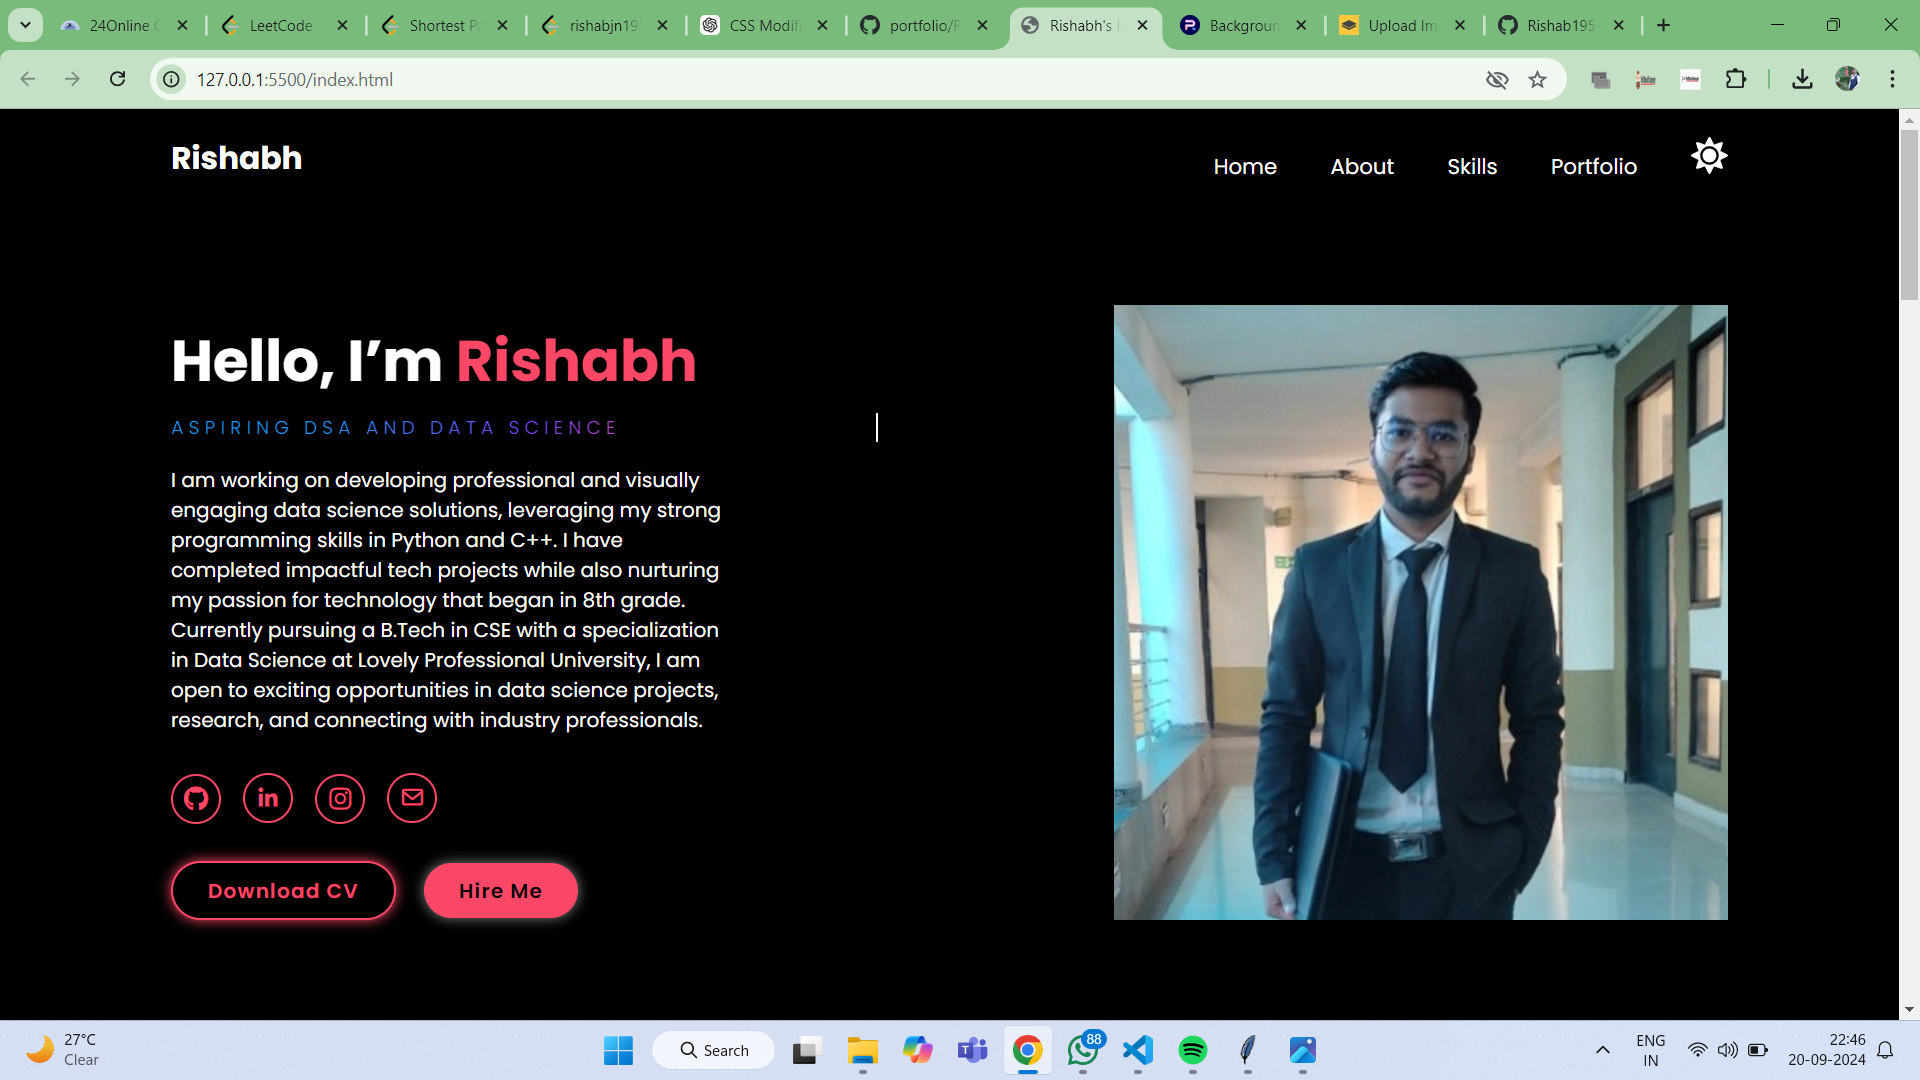 24Online C
LeetCode -
Shortest Pa
rishabjn195
CSS Modifi
portfolio/R
Rishabh's P
Backgroun
Upload Im
Rishab195
127.0.0.1:5500/index.html
Rishabh
Home
About
Skills
Portfolio
Hello, I’m Rishabh
ASPIRING DSA AND DATA SCIENCE
I am working on developing professional and visually
engaging data science solutions, leveraging my strong
programming skills in Python and C++. I have
completed impactful tech projects while also nurturing
my passion for technology that began in 8th grade.
Currently pursuing a B.Tech in CSE with a specialization
in Data Science at Lovely Professional University, I am
open to exciting opportunities in data science projects,
research, and connecting with industry professionals.
in
Download CV
Hire Me
27°C
Clear
Search
88
ENG
IN
22:46
20-09-2024